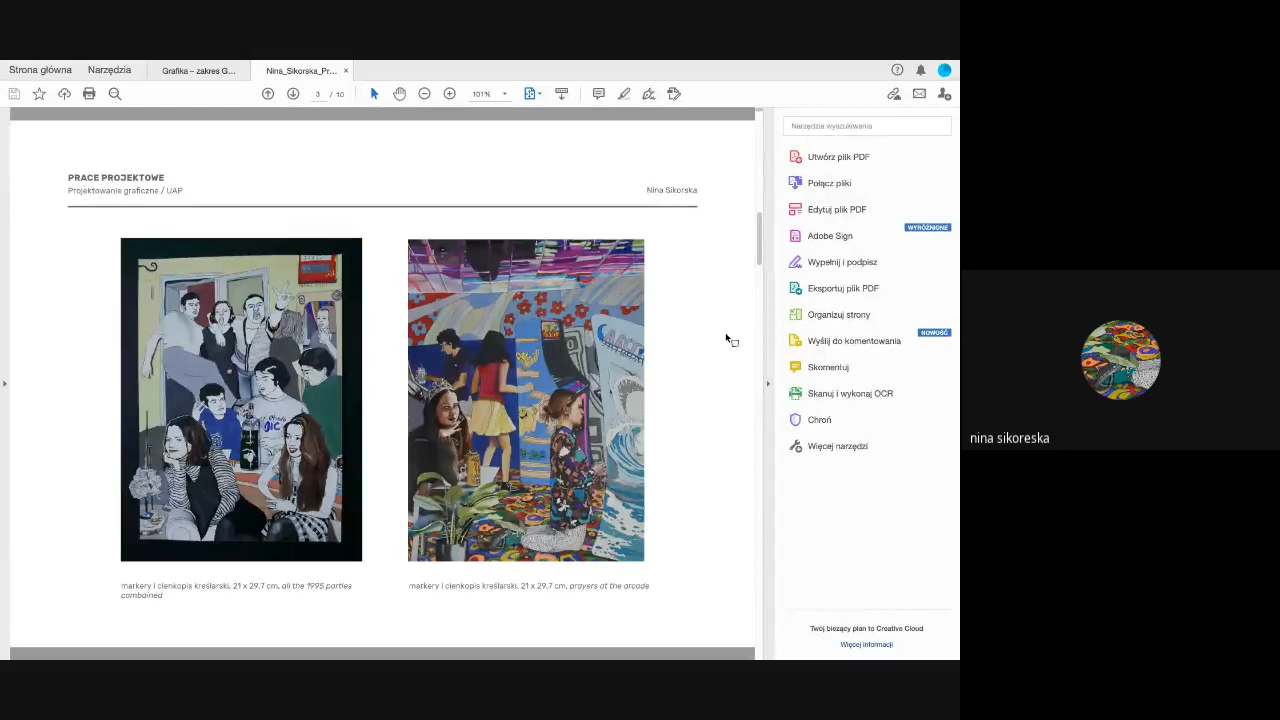 Strona główna
Narzędzia
Grafika – zakres G...
Nina_Sikorska_Pr...
3 / 10
101%
Narzędzia wyszukiwania
PRACE PROJEKTOWE
Projektowanie graficzne / UAP
Nina Sikorska
markery i cienkopis kreślarski, 21 x 29,7 cm, all the 1995 parties
combained
markery i cienkopis kreślarski, 21 x 29,7 cm, prayers at the arcade
Utwórz plik PDF
Połącz pliki
Edytuj plik PDF
WYRÓŻNIONE
Adobe Sign
Wypełnij i podpisz
Eksportuj plik PDF
Organizuj strony
NOWOŚĆ
Wyślij do komentowania
Skomentuj
Skanuj i wykonaj OCR
Chroń
Więcej narzędzi
Twój bieżący plan to Creative Cloud
Więcej informacji
nina sikoreska